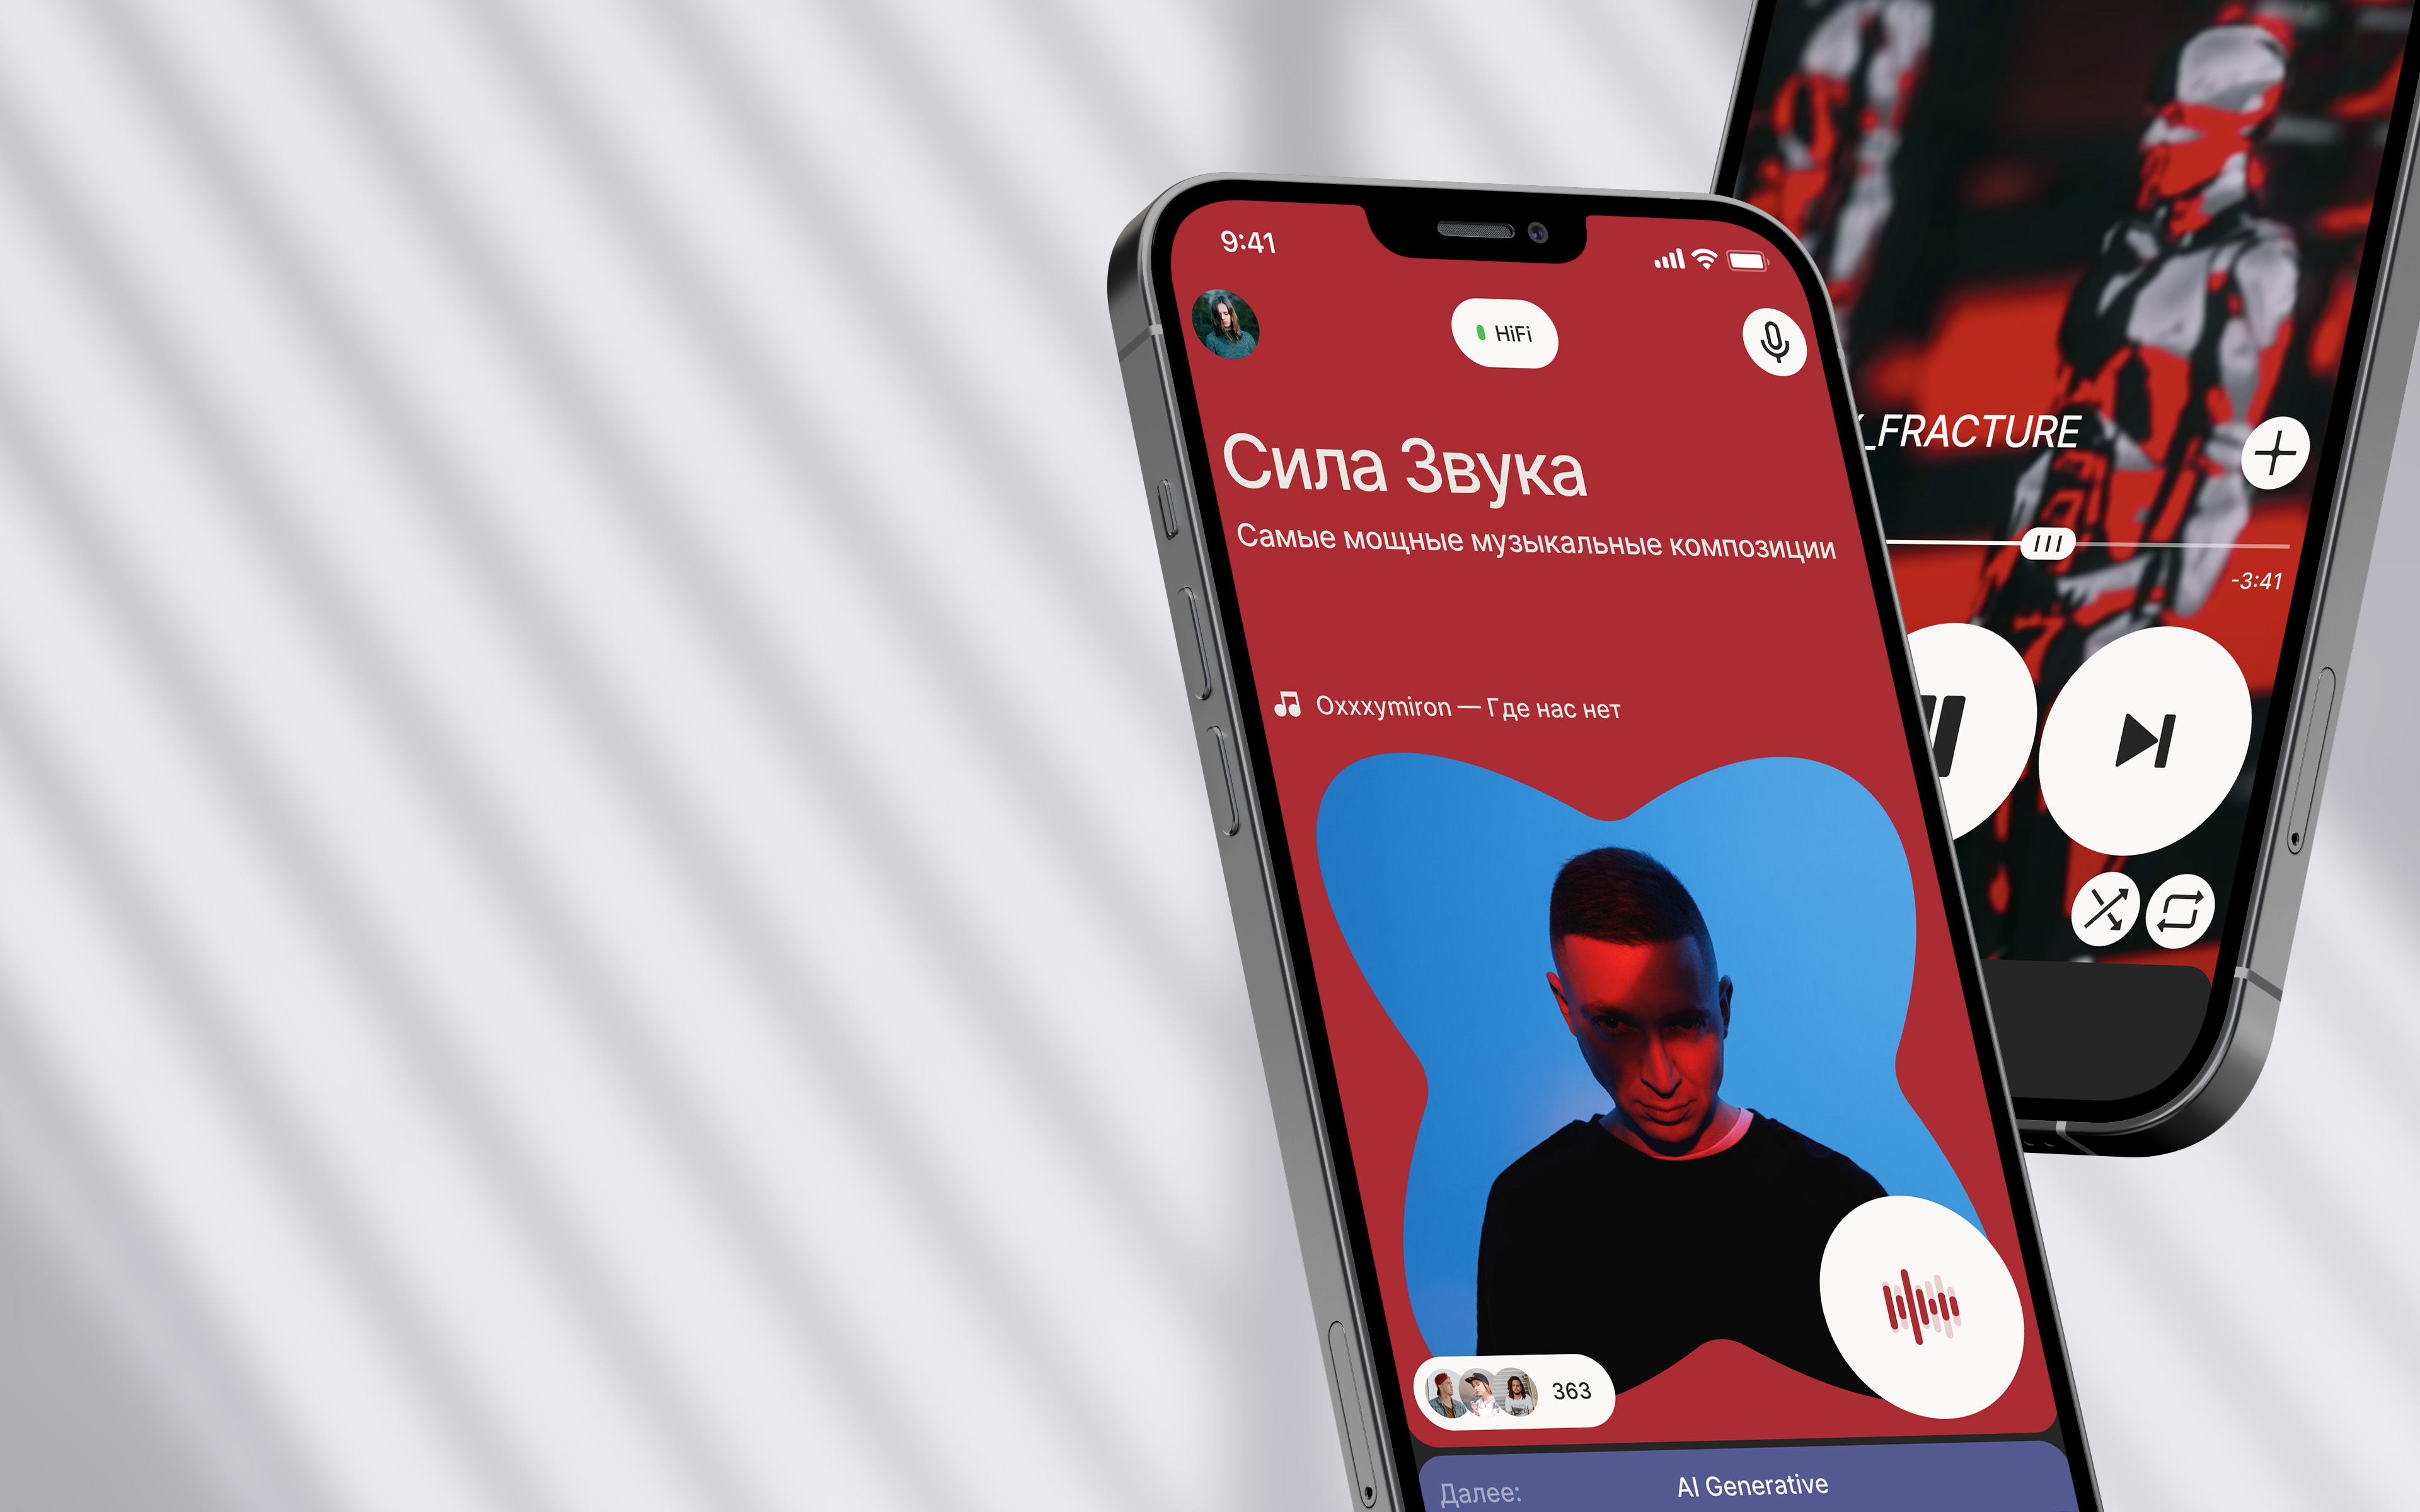 9:41
HiFi
Сила Звука
Самые мощные музыкальные композиции
Oxxxymiron — Где нас нет
363
Далее:
AI Generative
_FRACTURE
-3:41